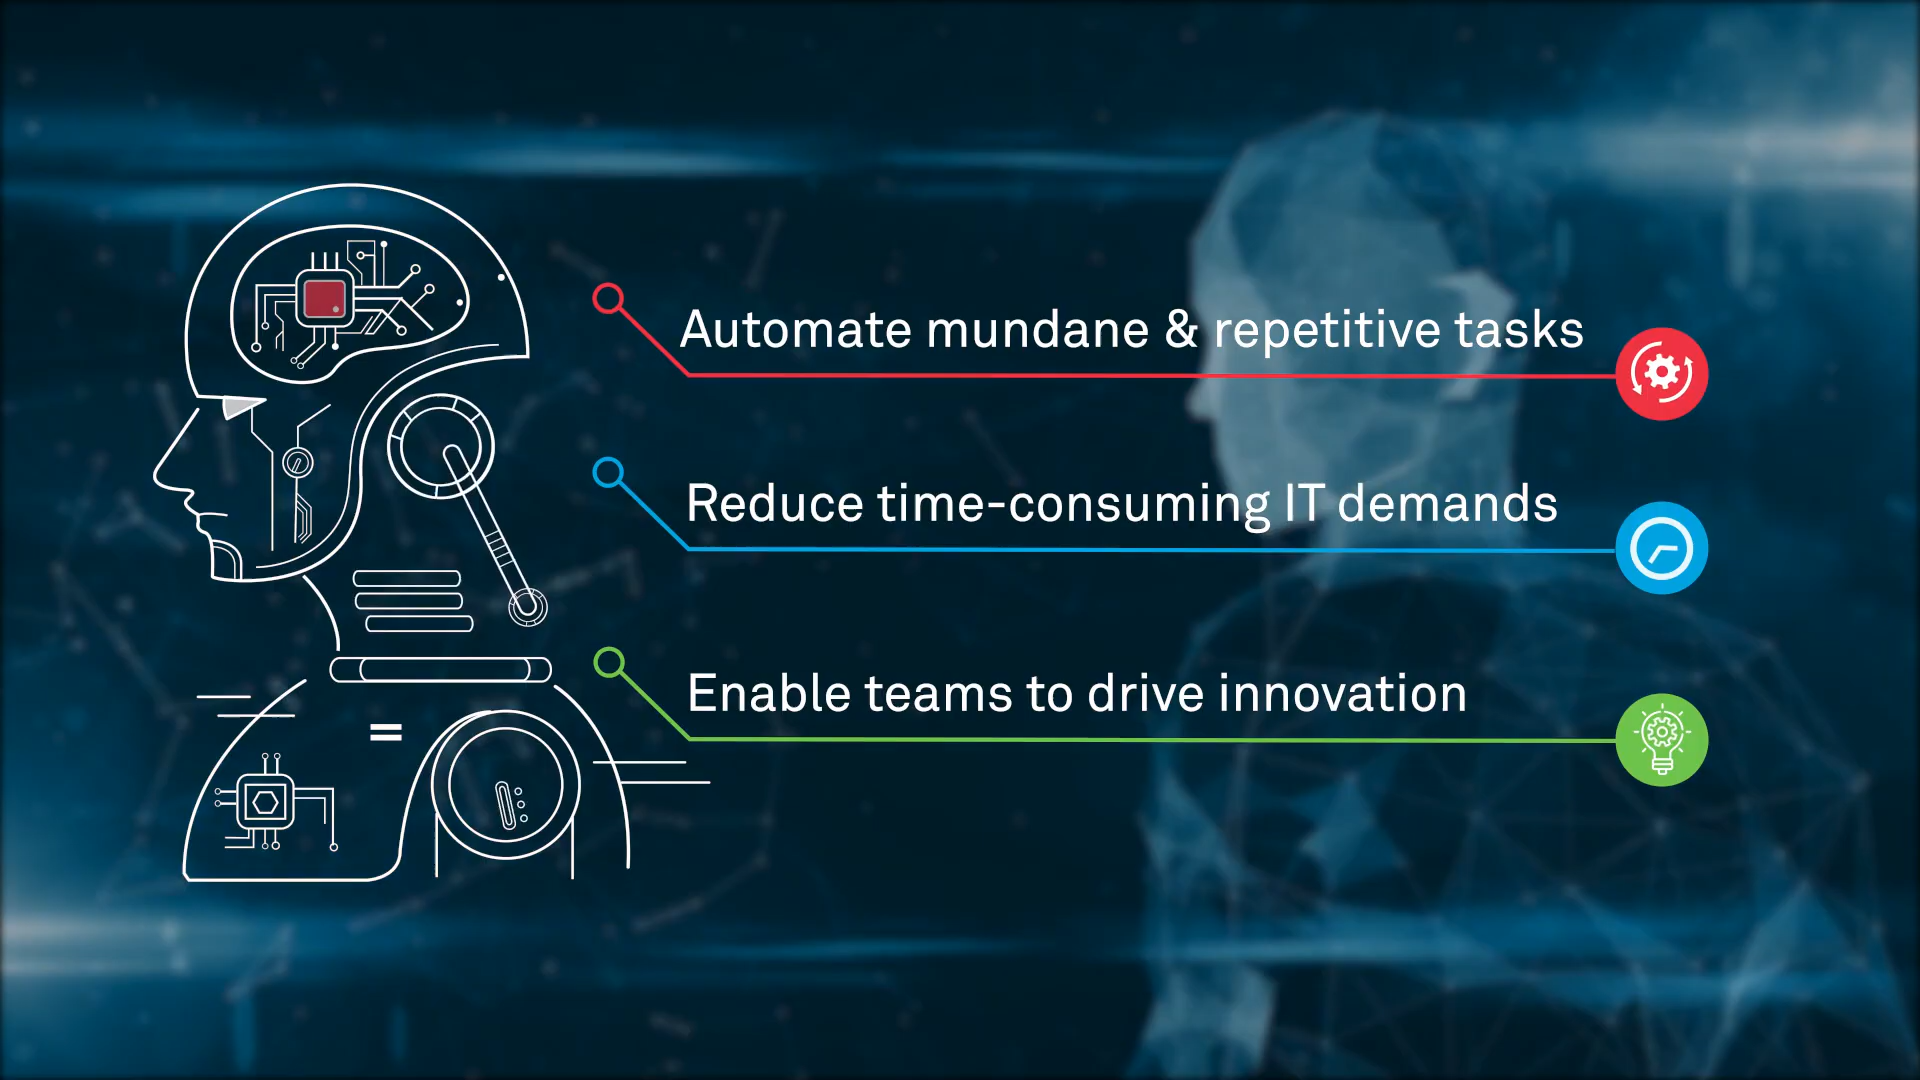 Automate mundane & repetitive tasks
Reduce time-consuming IT demands
Enable teams to drive innovation